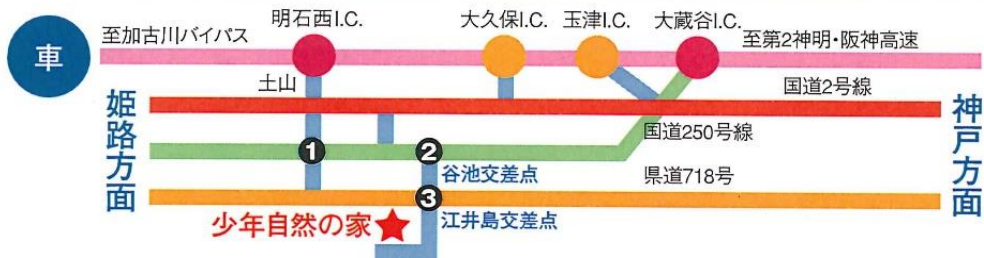 車
至加古川バイパス
明石西I.C.
大久保I.C.
玉津I.C.
大蔵谷I.C.
至第2神明・阪神高速
土山
国道2号線
姫路方面
神戸方面
国道250号線
1
2
谷池交差点
県道718号
3
少年自然の家
江井島交差点